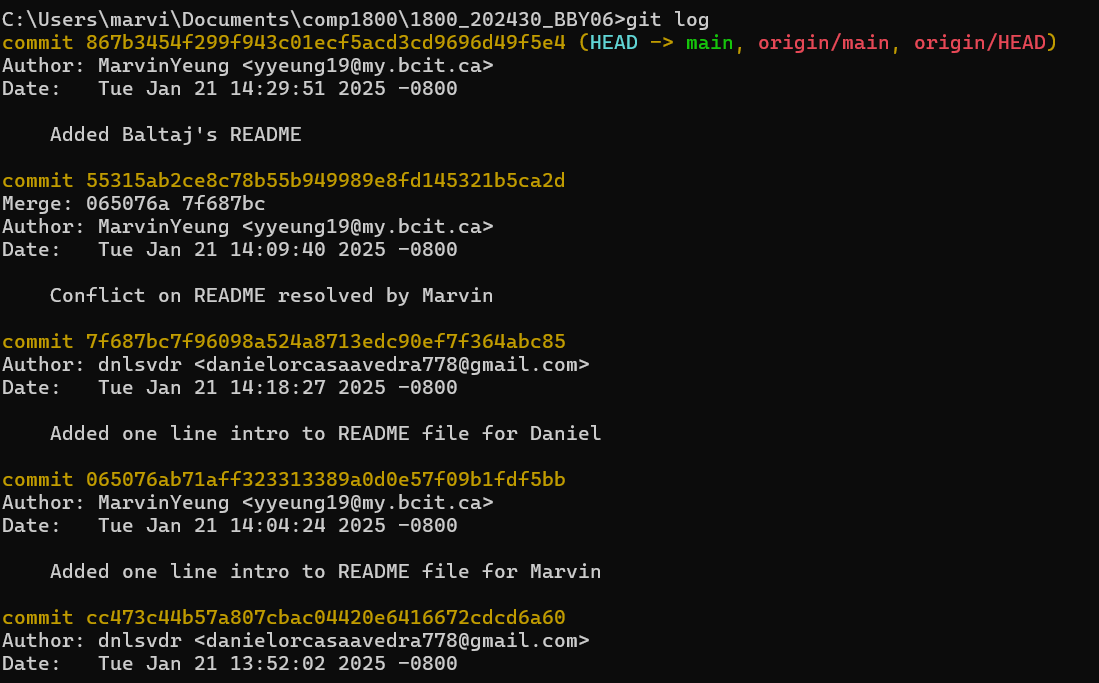 C:\Users\marvi\Documents\comp1800\1800_202430_BBY06>git log
commit 867b3454f299f943c01ecf5acd3cd9696d49f5e4 (HEAD -> main, origin/main, origin/HEAD)
Author: MarvinYeung <yyeung19@my.bcit.ca>
Date:   Tue Jan 21 14:29:51 2025 -0800

    Added Baltaj's README

commit 55315ab2ce8c78b55b949989e8fd145321b5ca2d
Merge: 065076a 7f687bc
Author: MarvinYeung <yyeung19@my.bcit.ca>
Date:   Tue Jan 21 14:09:40 2025 -0800

    Conflict on README resolved by Marvin

commit 7f687bc7f96098a524a8713edc90ef7f364abc85
Author: dnlsvdr <danielorcasaavedra778@gmail.com>
Date:   Tue Jan 21 14:18:27 2025 -0800

    Added one line intro to README file for Daniel

commit 065076ab71aff323313389a0d0e57f09b1fdf5bb
Author: MarvinYeung <yyeung19@my.bcit.ca>
Date:   Tue Jan 21 14:04:24 2025 -0800

    Added one line intro to README file for Marvin

commit cc473c44b57a807cbac04420e6416672cdcd6a60
Author: dnlsvdr <danielorcasaavedra778@gmail.com>
Date:   Tue Jan 21 13:52:02 2025 -0800